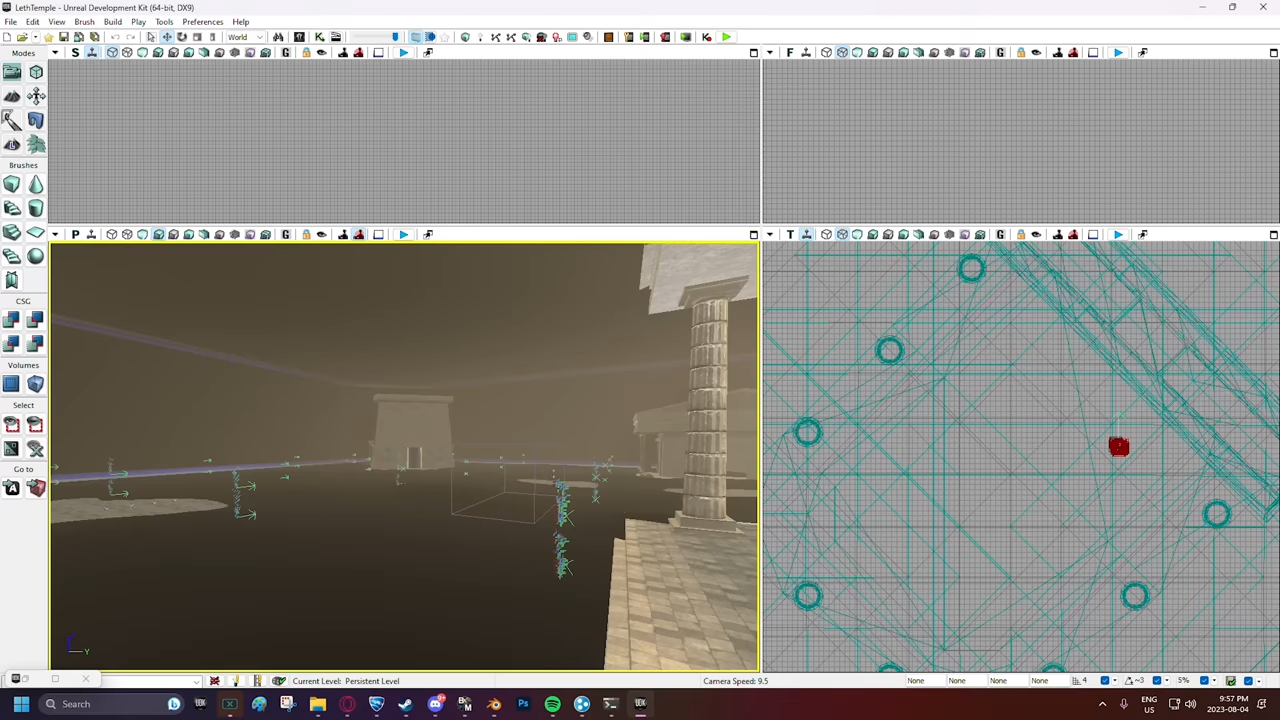 LethTemple - Unreal Development Kit (64-bit, DX9)
File Edit View Brush Build Play Tools Preferences Help
World
Modes
S
G
F
G
Brushes
P
G
T
G
CSG
Volumes
Select
Go to
Y
Current Level: Persistent Level
Camera Speed: 9.5
None None None None
4
~3
5%
Search
ENG
US
9:57 PM
2023-08-04